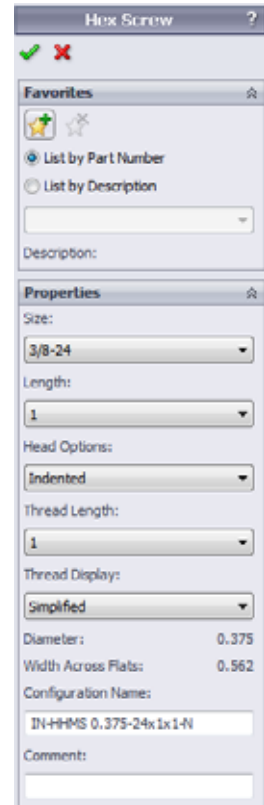 Hex Screw ?
Favorites
List by Part Number
List by Description
Description:
Properties
Size:
3/8-24
Length:
1
Head Options:
Indented
Thread Length:
1
Thread Display:
Simplified
Diameter: 0.375
Width Across Flats: 0.562
Configuration Name:
IN-HHMS 0.375-24x1x1-N
Comment: